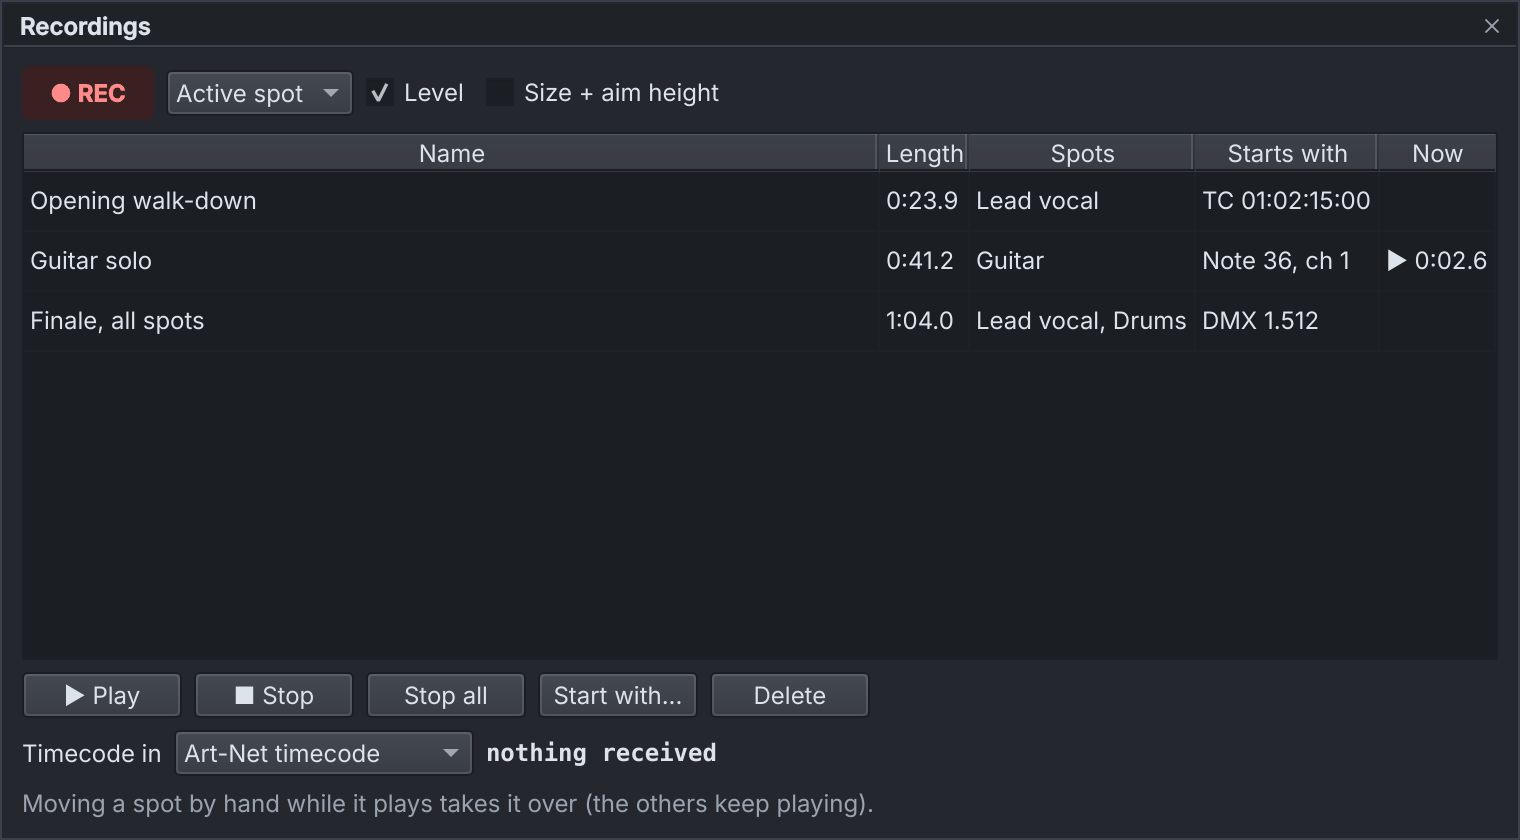 Recordings
REC Active spot Level Size + aim height
Name Length Spots Starts with Now
Opening walk-down 0:23.9 Lead vocal TC 01:02:15:00
Guitar solo 0:41.2 Guitar Note 36, ch 1 ▶ 0:02.6
Finale, all spots 1:04.0 Lead vocal, Drums DMX 1.512
▶ Play ■ Stop Stop all Start with... Delete
Timecode in Art-Net timecode nothing received
Moving a spot by hand while it plays takes it over (the others keep playing).